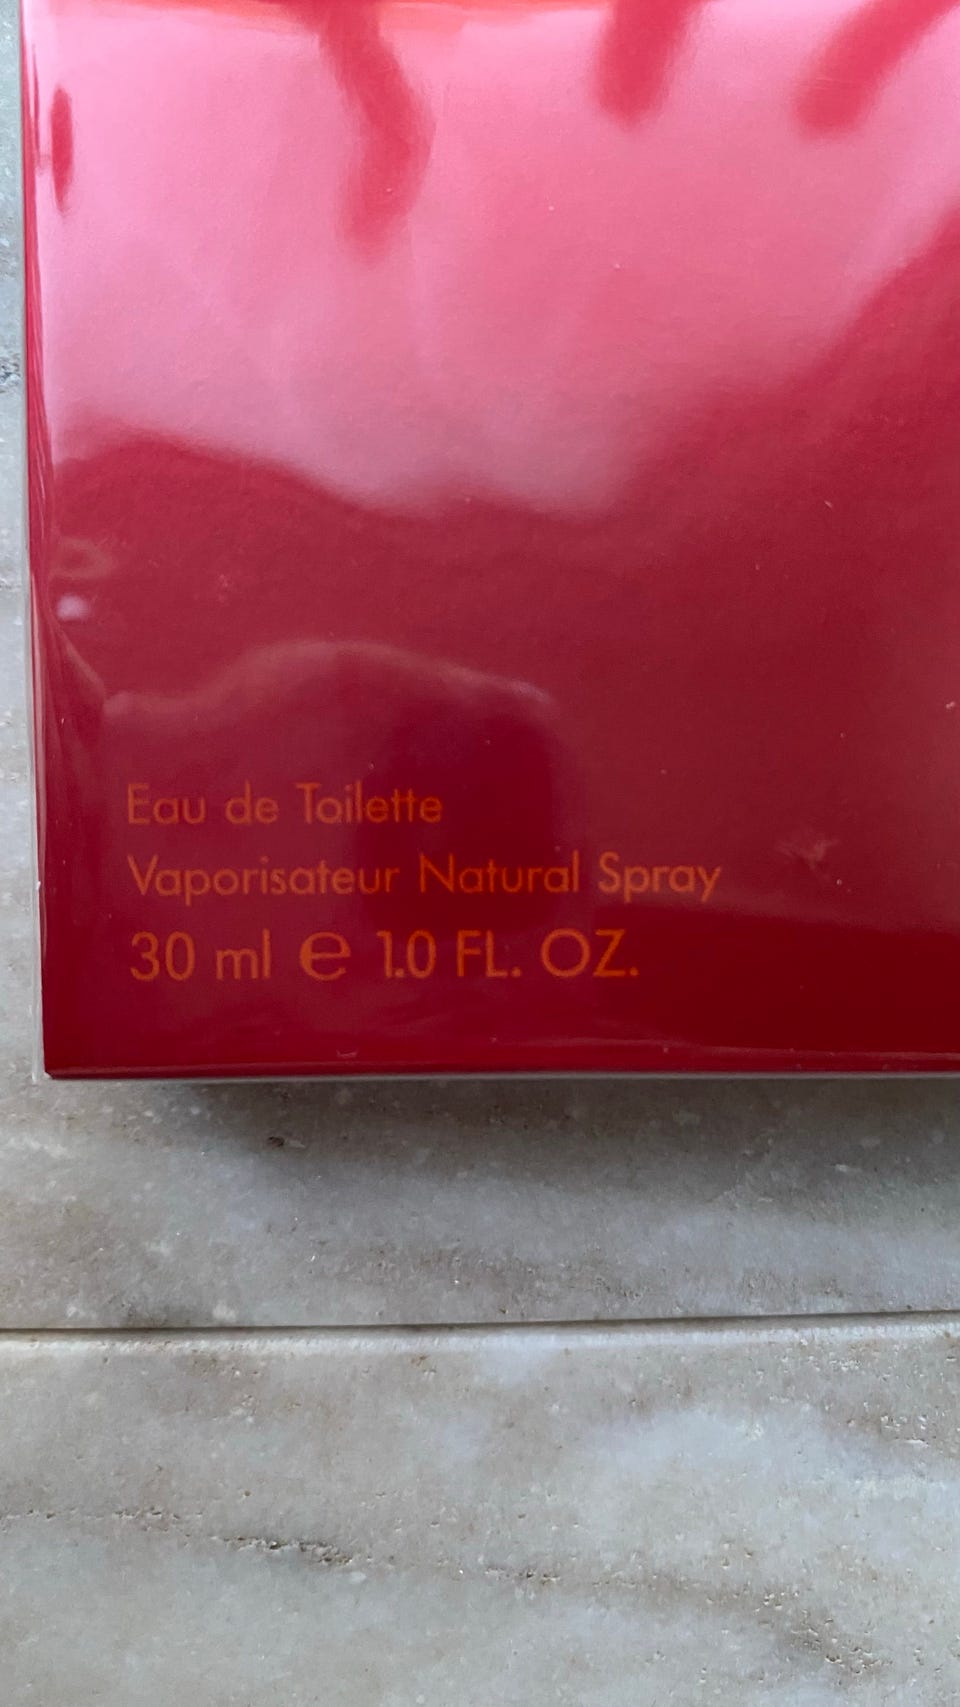 Eau de Toilette
Vaporisateur Natural Spray
30 ml ℮ 1.0 FL. OZ.